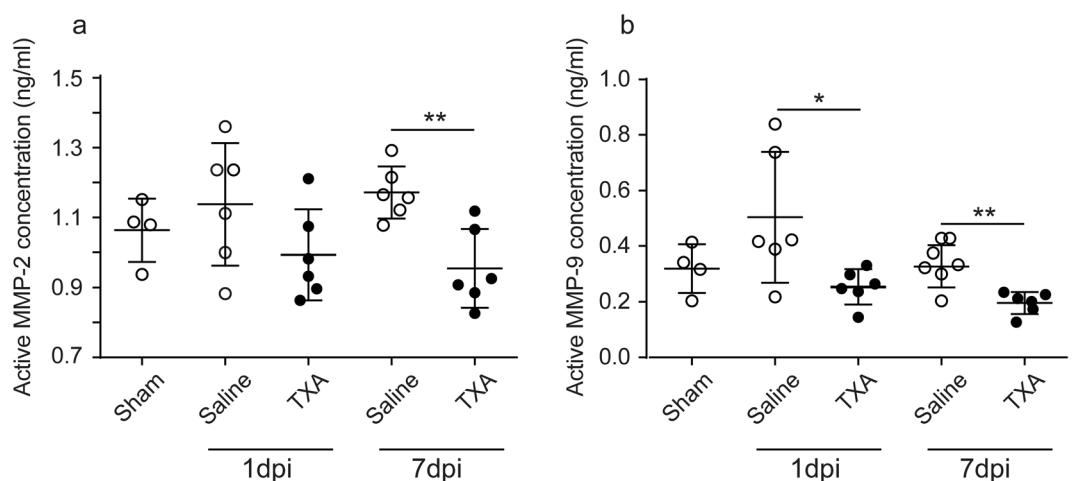 a
Active MMP-2 concentration (ng/ml)
1.5
1.3
1.1
0.9
0.7
**
Sham
Saline
TXA
Saline
TXA
1dpi
7dpi
b
Active MMP-9 concentration (ng/ml)
1.0
0.8
0.6
0.4
0.2
0.0
*
**
Sham
Saline
TXA
Saline
TXA
1dpi
7dpi